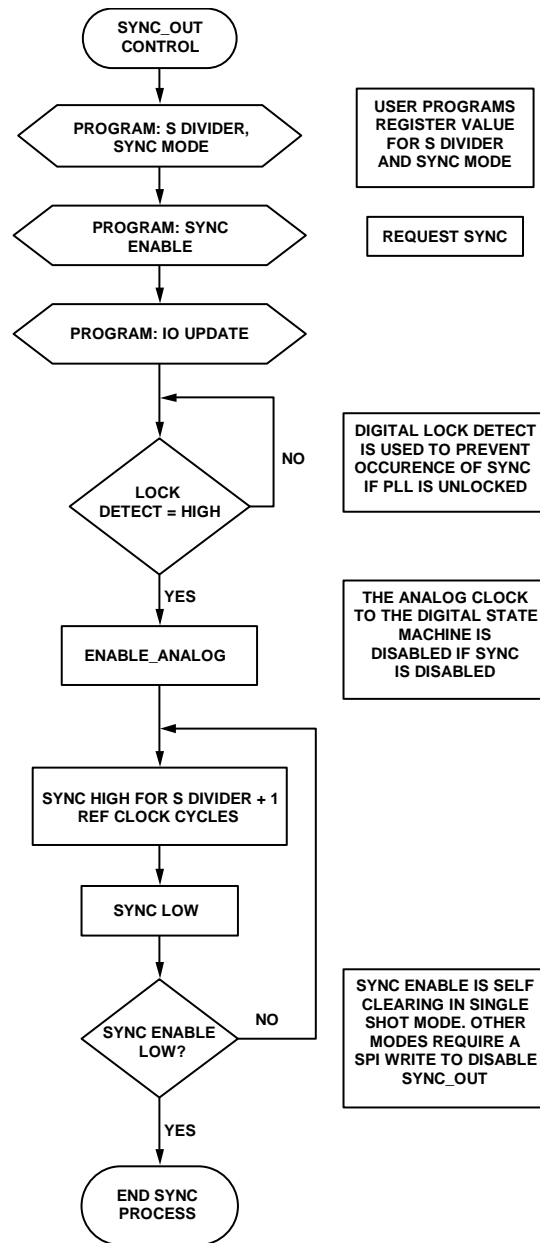 SYNC_OUT
CONTROL
PROGRAM: S DIVIDER,
SYNC MODE
USER PROGRAMS
REGISTER VALUE
FOR S DIVIDER
AND SYNC MODE
PROGRAM: SYNC
ENABLE
REQUEST SYNC
PROGRAM: IO UPDATE
NO
LOCK
DETECT = HIGH
DIGITAL LOCK DETECT
IS USED TO PREVENT
OCCURENCE OF SYNC
IF PLL IS UNLOCKED
YES
ENABLE_ANALOG
THE ANALOG CLOCK
TO THE DIGITAL STATE
MACHINE IS
DISABLED IF SYNC
IS DISABLED
SYNC HIGH FOR S DIVIDER + 1
REF CLOCK CYCLES
SYNC LOW
SYNC ENABLE
LOW?
NO
SYNC ENABLE IS SELF
CLEARING IN SINGLE
SHOT MODE. OTHER
MODES REQUIRE A
SPI WRITE TO DISABLE
SYNC_OUT
YES
END SYNC
PROCESS